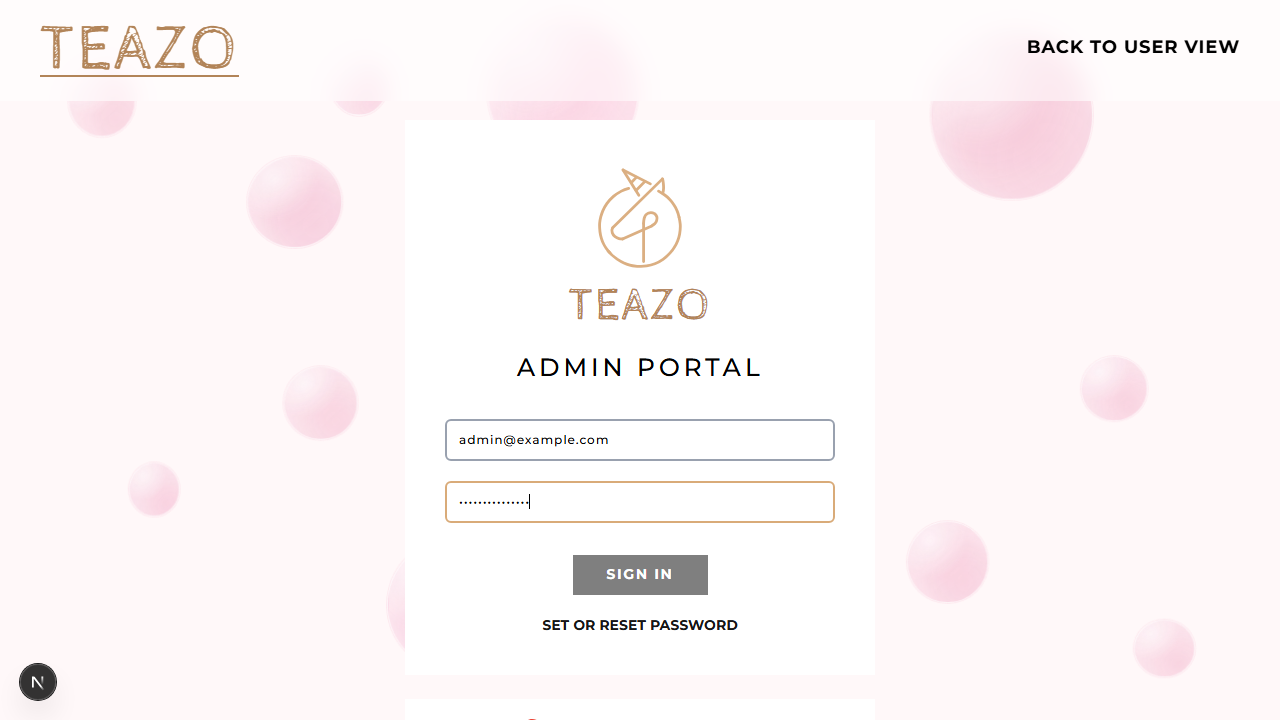 TEAZO
BACK TO USER VIEW
TEAZO
ADMIN PORTAL
admin@example.com
•••••••••••••••
SIGN IN
SET OR RESET PASSWORD
N